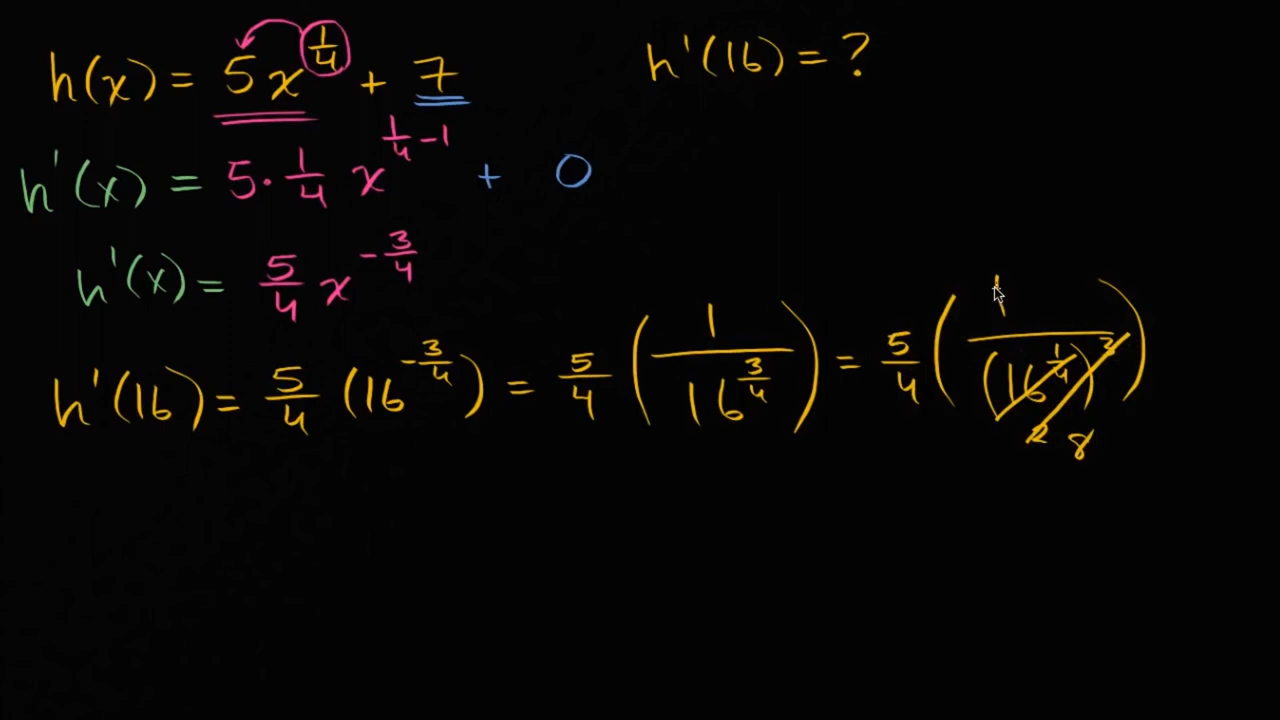 h(x) = 5x^{1/4} + 7    h'(16) = ?
h'(x) = 5 · 1/4 x^{1/4 - 1} + 0
h'(x) = 5/4 x^{-3/4}
h'(16) = 5/4 (16^{-3/4}) = 5/4 (1/16^{3/4}) = 5/4 (1/(16^{1/4})^3)
2 8